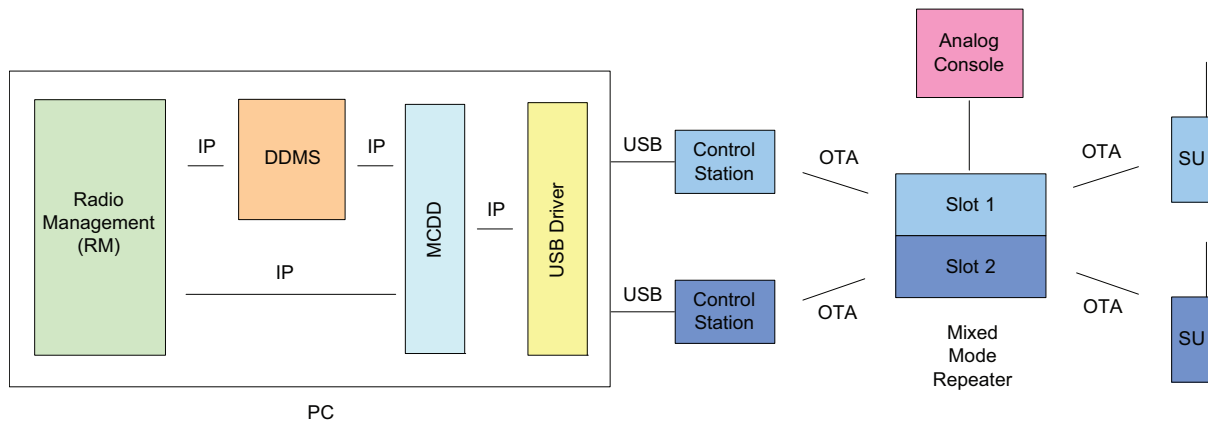 Radio
Management
(RM)
IP
DDMS
IP
IP
MCDD
IP
USB Driver
PC
USB
USB
Control
Station
Control
Station
OTA
OTA
Analog
Console
Slot 1
Slot 2
Mixed
Mode
Repeater
OTA
OTA
SU
SU